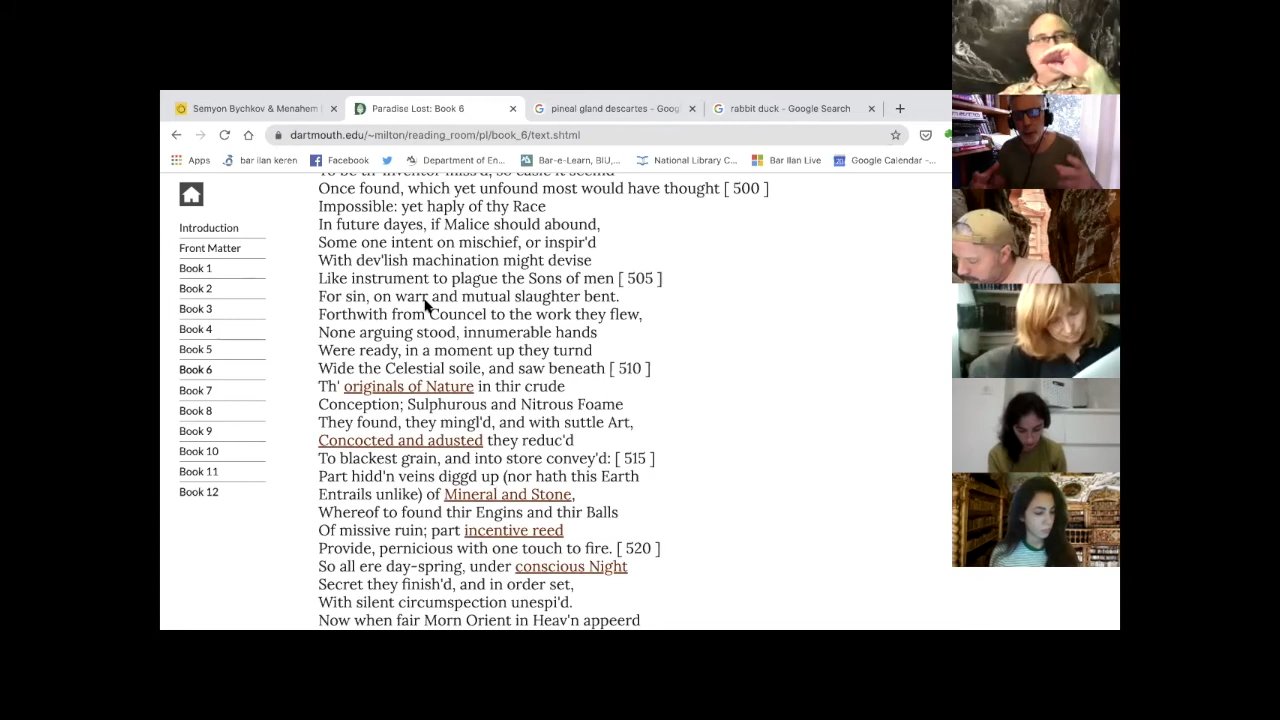 Semyon Bychkov & Menahem
Paradise Lost: Book 6
pineal gland descartes - Goog
rabbit duck - Google Search
dartmouth.edu/~milton/reading_room/pl/book_6/text.shtml
Apps
bar ilan keren
Facebook
Department of En...
Bar-e-Learn, BIU,...
National Library C...
Bar Ilan Live
Google Calendar -...
Introduction
Front Matter
Book 1
Book 2
Book 3
Book 4
Book 5
Book 6
Book 7
Book 8
Book 9
Book 10
Book 11
Book 12
To be th' inventor miss'd, so easie it seemd
Once found, which yet unfound most would have thought [ 500 ]
Impossible: yet haply of thy Race
In future dayes, if Malice should abound,
Some one intent on mischief, or inspir'd
With dev'lish machination might devise
Like instrument to plague the Sons of men [ 505 ]
For sin, on warr and mutual slaughter bent.
Forthwith from Councel to the work they flew,
None arguing stood, innumerable hands
Were ready, in a moment up they turnd
Wide the Celestial soile, and saw beneath [ 510 ]
Th' originals of Nature in thir crude
Conception; Sulphurous and Nitrous Foame
They found, they mingl'd, and with suttle Art,
Concocted and adusted they reduc'd
To blackest grain, and into store convey'd: [ 515 ]
Part hidd'n veins diggd up (nor hath this Earth
Entrails unlike) of Mineral and Stone,
Whereof to found thir Engins and thir Balls
Of missive ruin; part incentive reed
Provide, pernicious with one touch to fire. [ 520 ]
So all ere day-spring, under conscious Night
Secret they finish'd, and in order set,
With silent circumspection unespi'd.
Now when fair Morn Orient in Heav'n appeerd